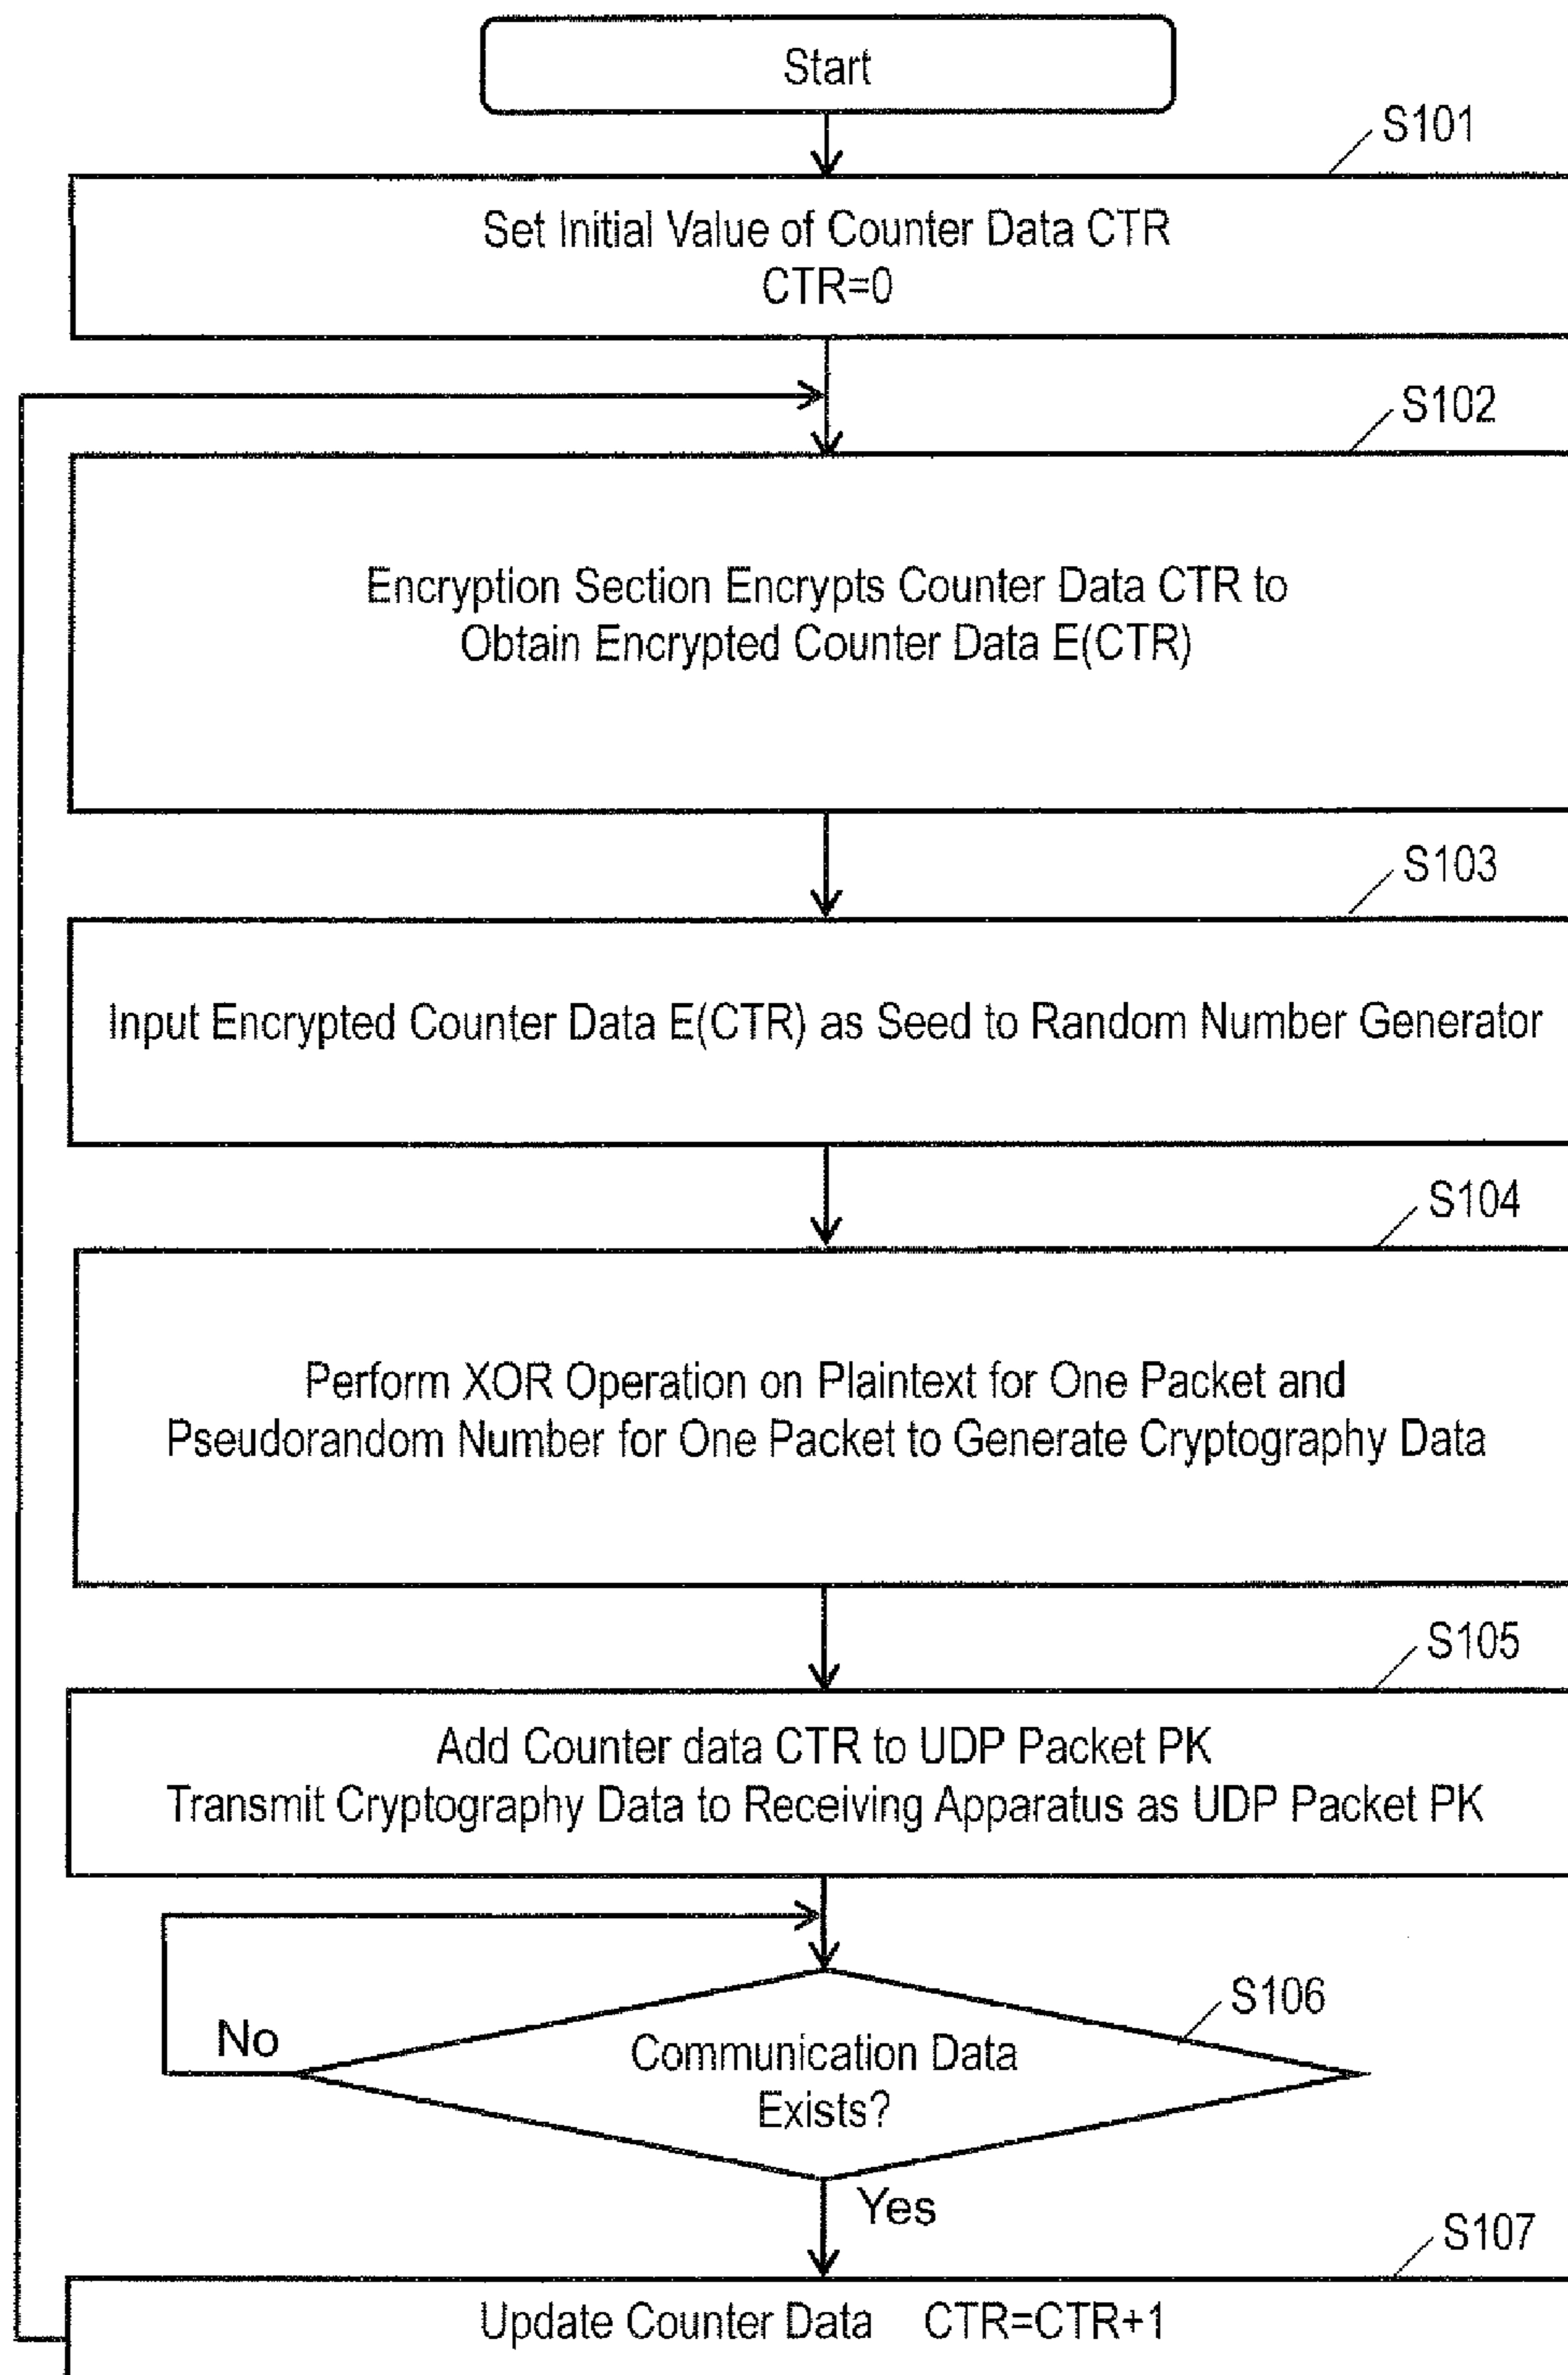 Start
S101
Set Initial Value of Counter Data CTR
CTR=0
S102
Encryption Section Encrypts Counter Data CTR to
Obtain Encrypted Counter Data E(CTR)
S103
Input Encrypted Counter Data E(CTR) as Seed to Random Number Generator
S104
Perform XOR Operation on Plaintext for One Packet and
Pseudorandom Number for One Packet to Generate Cryptography Data
S105
Add Counter data CTR to UDP Packet PK
Transmit Cryptography Data to Receiving Apparatus as UDP Packet PK
S106
No
Communication Data
Exists?
Yes
S107
Update Counter Data CTR=CTR+1